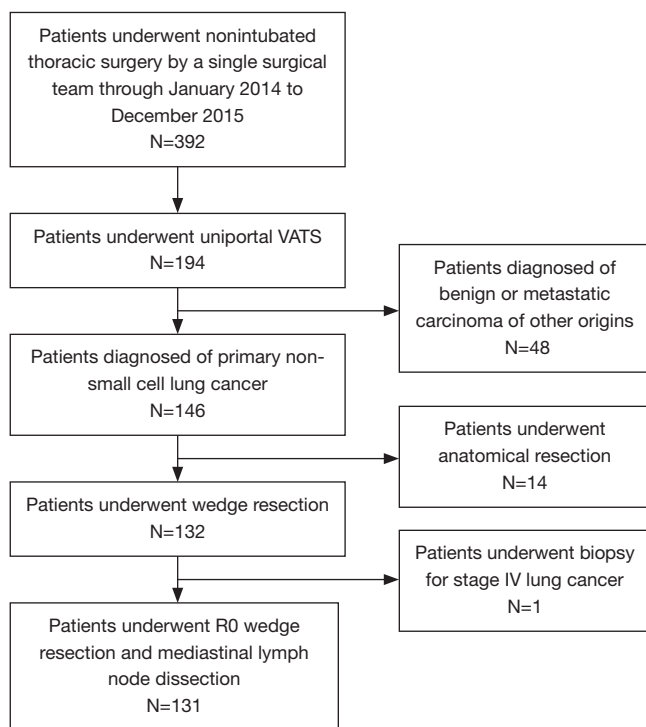 Patients underwent nonintubated
thoracic surgery by a single surgical
team through January 2014 to
December 2015
N=392
Patients underwent uniportal VATS
N=194
Patients diagnosed of
benign or metastatic
carcinoma of other origins
N=48
Patients diagnosed of primary non-
small cell lung cancer
N=146
Patients underwent
anatomical resection
N=14
Patients underwent wedge resection
N=132
Patients underwent biopsy
for stage IV lung cancer
N=1
Patients underwent R0 wedge
resection and mediastinal lymph
node dissection
N=131